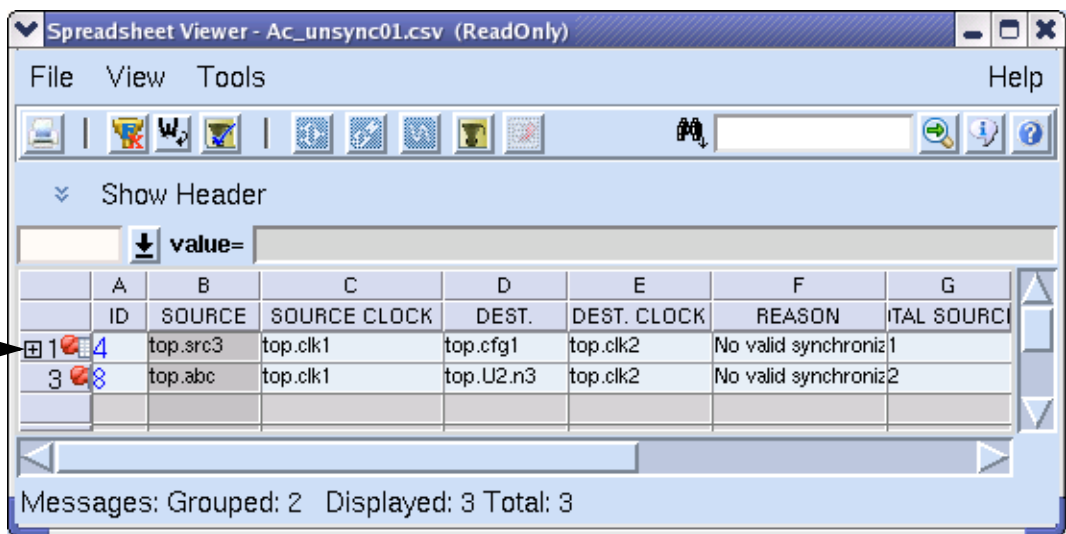 Spreadsheet Viewer - Ac_unsync01.csv (ReadOnly)
File View Tools Help
Show Header
value=
A B C D E F G
ID SOURCE SOURCE CLOCK DEST. DEST. CLOCK REASON ITAL SOURCI
1 4 top.src3 top.clk1 top.cfg1 top.clk2 No valid synchroniz 1
3 8 top.abc top.clk1 top.U2.n3 top.clk2 No valid synchroniz 2
Messages: Grouped: 2 Displayed: 3 Total: 3